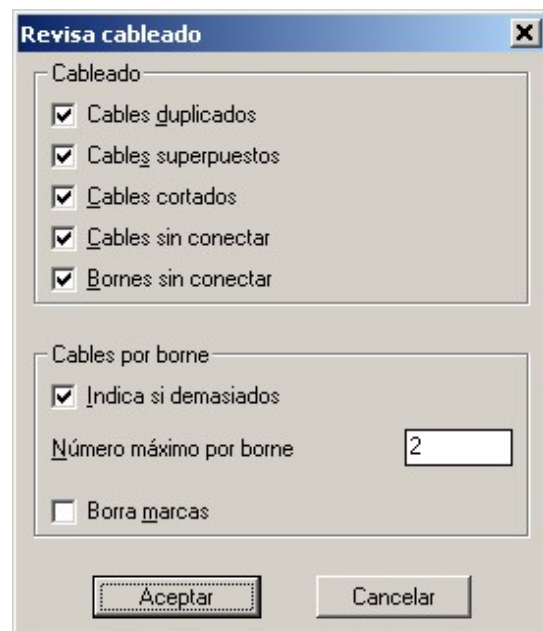 Revisa cableado
Cableado
Cables duplicados
Cables superpuestos
Cables cortados
Cables sin conectar
Bornes sin conectar
Cables por borne
Indica si demasiados
Número máximo por borne 2
Borra marcas
Aceptar Cancelar